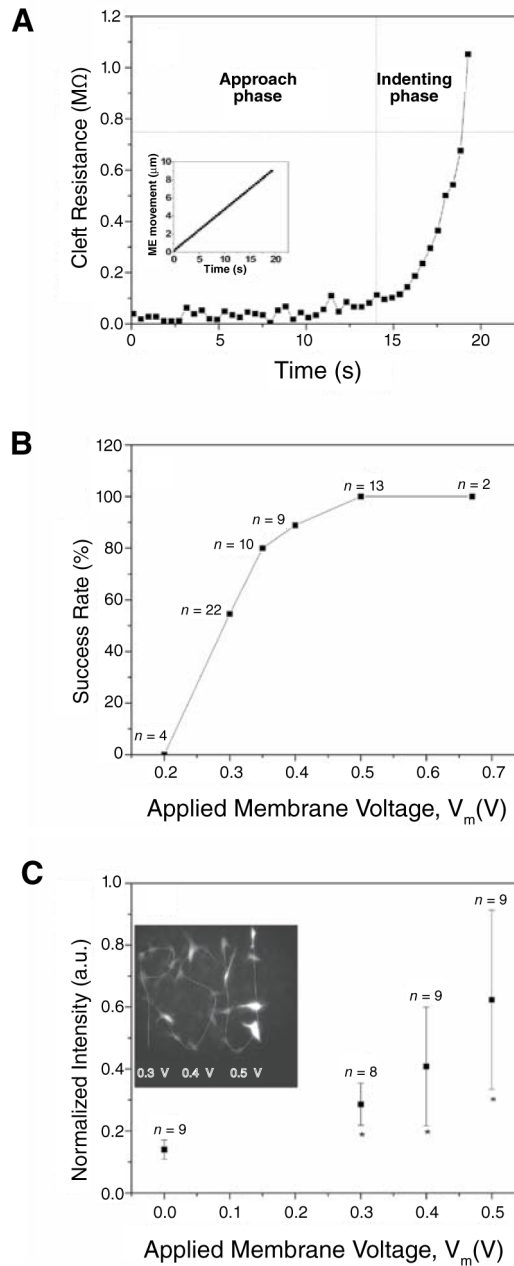 A
1.2
1.0
0.8
0.6
0.4
0.2
0.0
Cleft Resistance (MΩ)
Approach
phase
Indenting
phase
10
8
6
4
2
0
ME movement (μm)
0 5 10 15 20
Time (s)
0 5 10 15 20
Time (s)
B
120
100
80
60
40
20
0
Success Rate (%)
n = 4
n = 22
n = 10
n = 9
n = 13
n = 2
0.2 0.3 0.4 0.5 0.6 0.7
Applied Membrane Voltage, Vm(V)
C
1.0
0.8
0.6
0.4
0.2
0.0
Normalized Intensity (a.u.)
0.3 V 0.4 V 0.5 V
n = 9
n = 8
n = 9
n = 9
*
*
*
0.0 0.1 0.2 0.3 0.4 0.5
Applied Membrane Voltage, Vm(V)